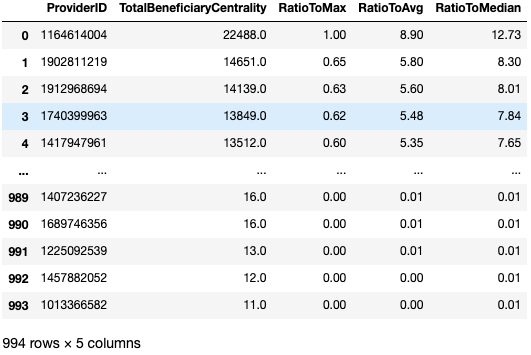 ProviderID TotalBeneficiaryCentrality RatioToMax RatioToAvg RatioToMedian
0 1164614004 22488.0 1.00 8.90 12.73
1 1902811219 14651.0 0.65 5.80 8.30
2 1912968694 14139.0 0.63 5.60 8.01
3 1740399963 13849.0 0.62 5.48 7.84
4 1417947961 13512.0 0.60 5.35 7.65
... ... ... ... ... ...
989 1407236227 16.0 0.00 0.01 0.01
990 1689746356 16.0 0.00 0.01 0.01
991 1225092539 13.0 0.00 0.01 0.01
992 1457882052 12.0 0.00 0.00 0.01
993 1013366582 11.0 0.00 0.00 0.01
994 rows × 5 columns